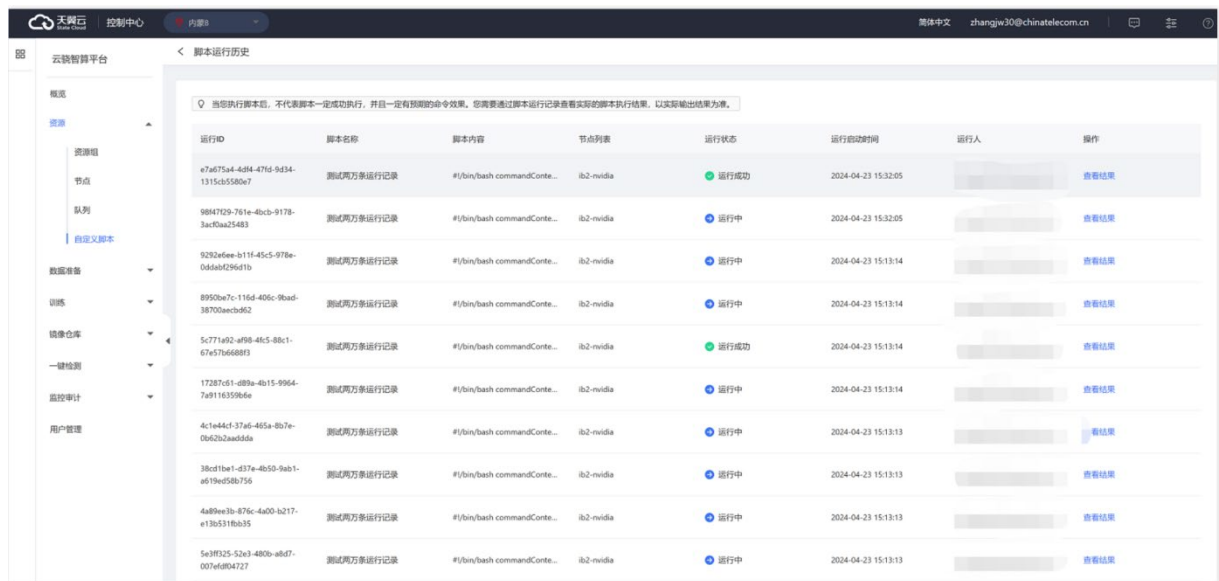 天翼云
State Cloud
控制中心
内蒙8
简体中文
zhangjw30@chinatelecom.cn
云骁智算平台
脚本运行历史
概览
资源
资源组
节点
队列
自定义脚本
数据准备
训练
镜像仓库
一键检测
监控审计
用户管理
当您执行脚本后，不代表脚本一定成功执行，并且一定有预期的命令效果。您需要通过脚本运行记录查看实际的脚本执行结果，以实际输出结果为准。
运行ID 脚本名称 脚本内容 节点列表 运行状态 运行启动时间 运行人 操作
e7a675a4-4df4-47fd-9d34-
1315cb5580e7
测试两万条运行记录 #!/bin/bash commandConte... ib2-nvidia 运行成功 2024-04-23 15:32:05 查看结果
98f47f29-761e-4bcb-9178-
3acf0aa25483
测试两万条运行记录 #!/bin/bash commandConte... ib2-nvidia 运行中 2024-04-23 15:32:05 查看结果
9292e6ee-b11f-45c5-978e-
0ddabf296d1b
测试两万条运行记录 #!/bin/bash commandConte... ib2-nvidia 运行中 2024-04-23 15:13:14 查看结果
8950be7c-116d-406c-9bad-
38700aecbd62
测试两万条运行记录 #!/bin/bash commandConte... ib2-nvidia 运行中 2024-04-23 15:13:14 查看结果
5c771a92-af98-4fc5-88c1-
67e57b6688f3
测试两万条运行记录 #!/bin/bash commandConte... ib2-nvidia 运行成功 2024-04-23 15:13:14 查看结果
17287c61-d89a-4b15-9964-
7a9116359b6e
测试两万条运行记录 #!/bin/bash commandConte... ib2-nvidia 运行中 2024-04-23 15:13:14 查看结果
4c1e44cf-37a6-465a-8b7e-
0b62b2aaddda
测试两万条运行记录 #!/bin/bash commandConte... ib2-nvidia 运行中 2024-04-23 15:13:13 看结果
38cd1be1-d37e-4b50-9ab1-
a619ed58b756
测试两万条运行记录 #!/bin/bash commandConte... ib2-nvidia 运行中 2024-04-23 15:13:13 查看结果
4a89ee3b-876c-4a00-b217-
e13b531fbb35
测试两万条运行记录 #!/bin/bash commandConte... ib2-nvidia 运行中 2024-04-23 15:13:13 查看结果
5e3ff325-52e3-480b-a8d7-
007efdf04727
测试两万条运行记录 #!/bin/bash commandConte... ib2-nvidia 运行中 2024-04-23 15:13:13 查看结果